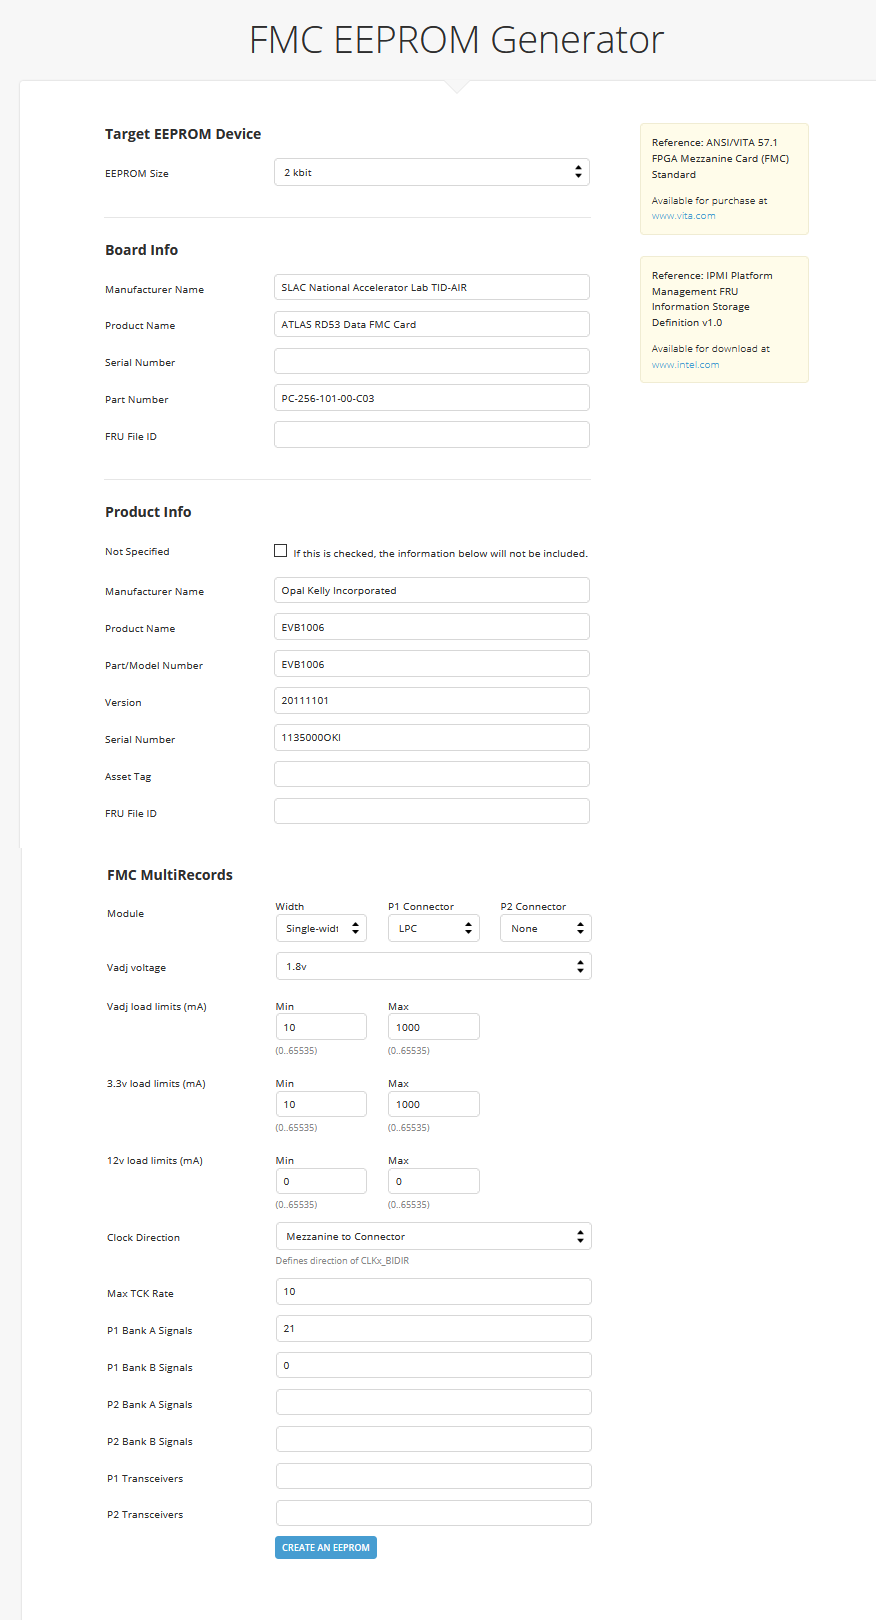 FMC EEPROM Generator
Target EEPROM Device
EEPROM Size
2 kbit
Reference: ANSI/VITA 57.1
FPGA Mezzanine Card (FMC)
Standard
Available for purchase at
www.vita.com
Board Info
Manufacturer Name
SLAC National Accelerator Lab TID-AIR
Product Name
ATLAS RD53 Data FMC Card
Serial Number
Part Number
PC-256-101-00-C03
FRU File ID
Reference: IPMI Platform
Management FRU
Information Storage
Definition v1.0
Available for download at
www.intel.com
Product Info
Not Specified
If this is checked, the information below will not be included.
Manufacturer Name
Opal Kelly Incorporated
Product Name
EVB1006
Part/Model Number
EVB1006
Version
20111101
Serial Number
1135000OKI
Asset Tag
FRU File ID
FMC MultiRecords
Module
Width
P1 Connector
P2 Connector
Single-widt
LPC
None
Vadj voltage
1.8v
Vadj load limits (mA)
Min
Max
10
1000
(0..65535)
(0..65535)
3.3v load limits (mA)
Min
Max
10
1000
(0..65535)
(0..65535)
12v load limits (mA)
Min
Max
0
0
(0..65535)
(0..65535)
Clock Direction
Mezzanine to Connector
Defines direction of CLKx_BIDIR
Max TCK Rate
10
P1 Bank A Signals
21
P1 Bank B Signals
0
P2 Bank A Signals
P2 Bank B Signals
P1 Transceivers
P2 Transceivers
CREATE AN EEPROM